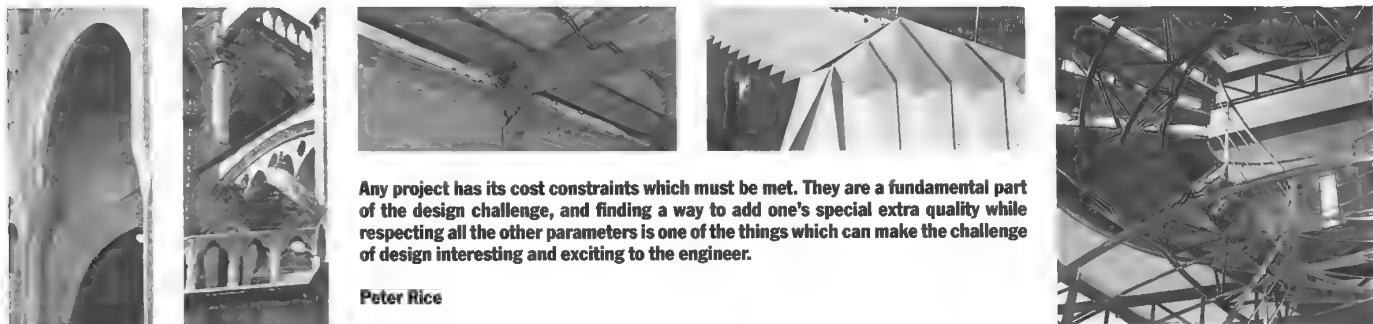 Any project has its cost constraints which must be met. They are a fundamental part
of the design challenge, and finding a way to add one's special extra quality while
respecting all the other parameters is one of the things which can make the challenge
of design interesting and exciting to the engineer.
Peter Rice